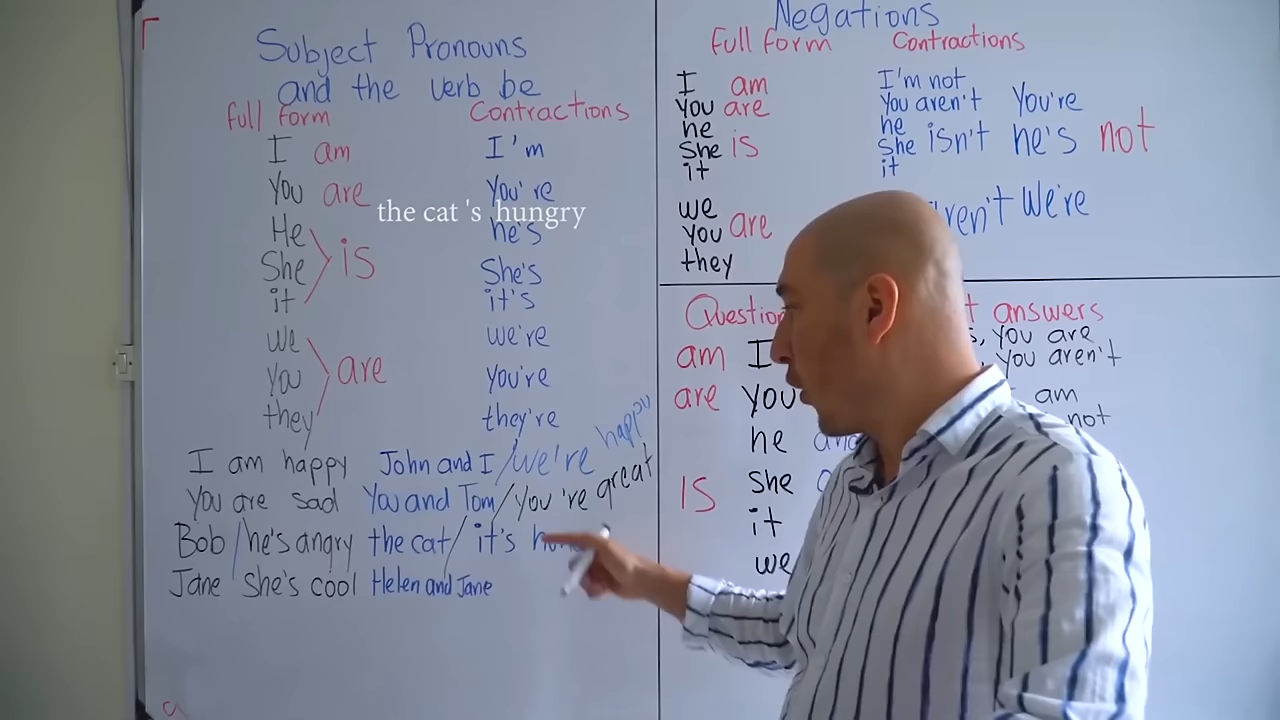 Subject Pronouns
and the verb be
full form Contractions
I am I'm
You are You're
the cat 's hungry
He he's
She is She's
it it's
we we're
You are you're
they they're
I am happy John and I / we're happy
You are sad You and Tom / you're great
Bob / he's angry the cat / it's
Jane she's cool Helen and Jane
Negations
full form Contractions
I am I'm not
You are You aren't You're
he he
She is She isn't he's not
it it
we We're
you are
they
answers
am I you are
you aren't
are you am
he not
Is she
it
we